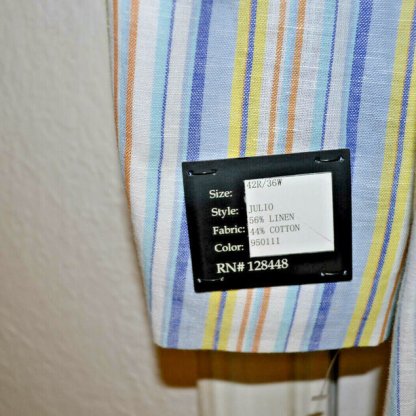 Size: 42R/36W
Style: JULIO
Fabric: 56% LINEN
44% COTTON
Color: 950111
RN# 128448